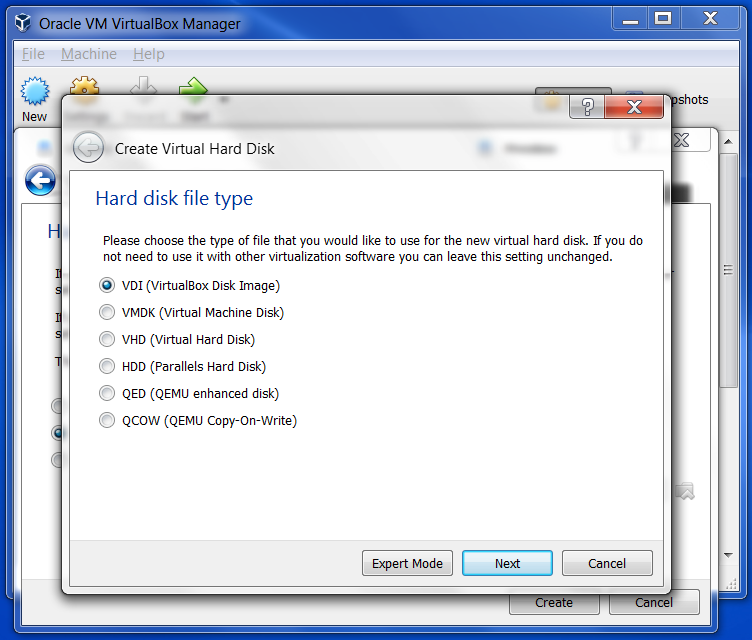 Oracle VM VirtualBox Manager
File Machine Help
New
Settings
Discard
Start
pshots
Create Virtual Hard Disk
H
Hard disk file type
Please choose the type of file that you would like to use for the new virtual hard disk. If you do
not need to use it with other virtualization software you can leave this setting unchanged.
VDI (VirtualBox Disk Image)
VMDK (Virtual Machine Disk)
VHD (Virtual Hard Disk)
HDD (Parallels Hard Disk)
QED (QEMU enhanced disk)
QCOW (QEMU Copy-On-Write)
Expert Mode Next Cancel
Create Cancel